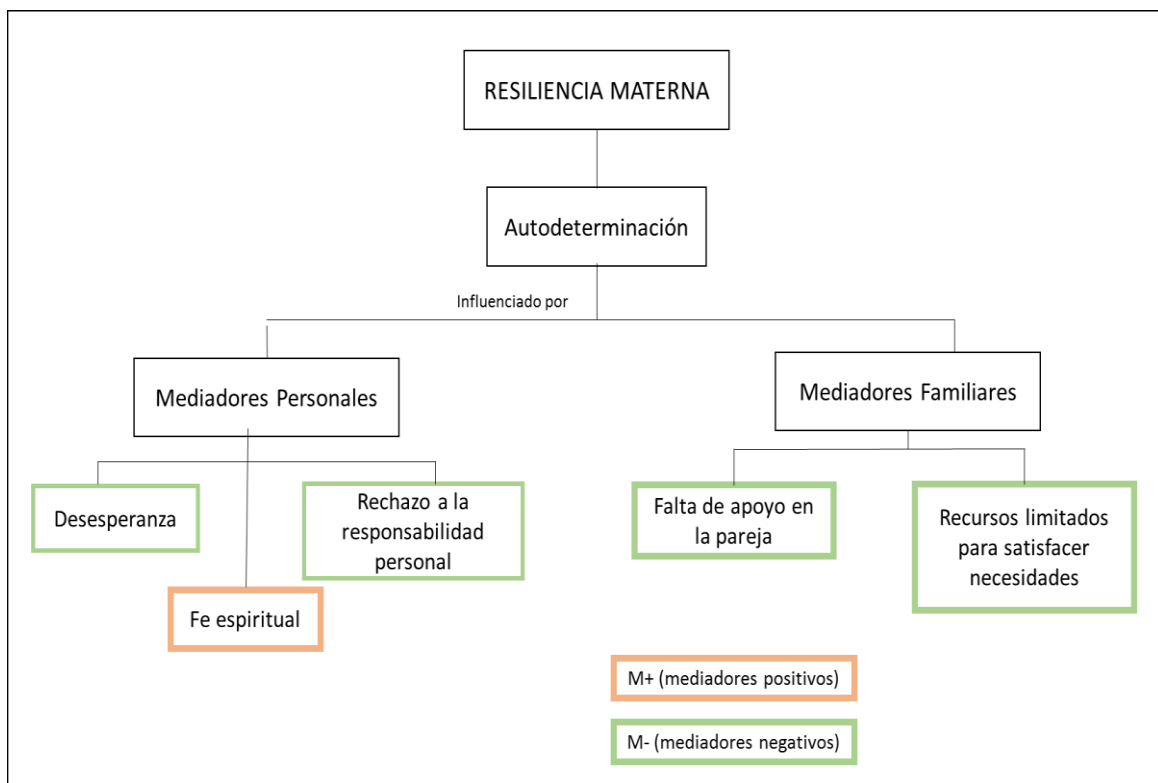 RESILIENCIA MATERNA
Autodeterminación
Influenciado por
Mediadores Personales
Mediadores Familiares
Desesperanza
Rechazo a la
responsabilidad
personal
Fe espiritual
Falta de apoyo en
la pareja
Recursos limitados
para satisfacer
necesidades
M+ (mediadores positivos)
M- (mediadores negativos)